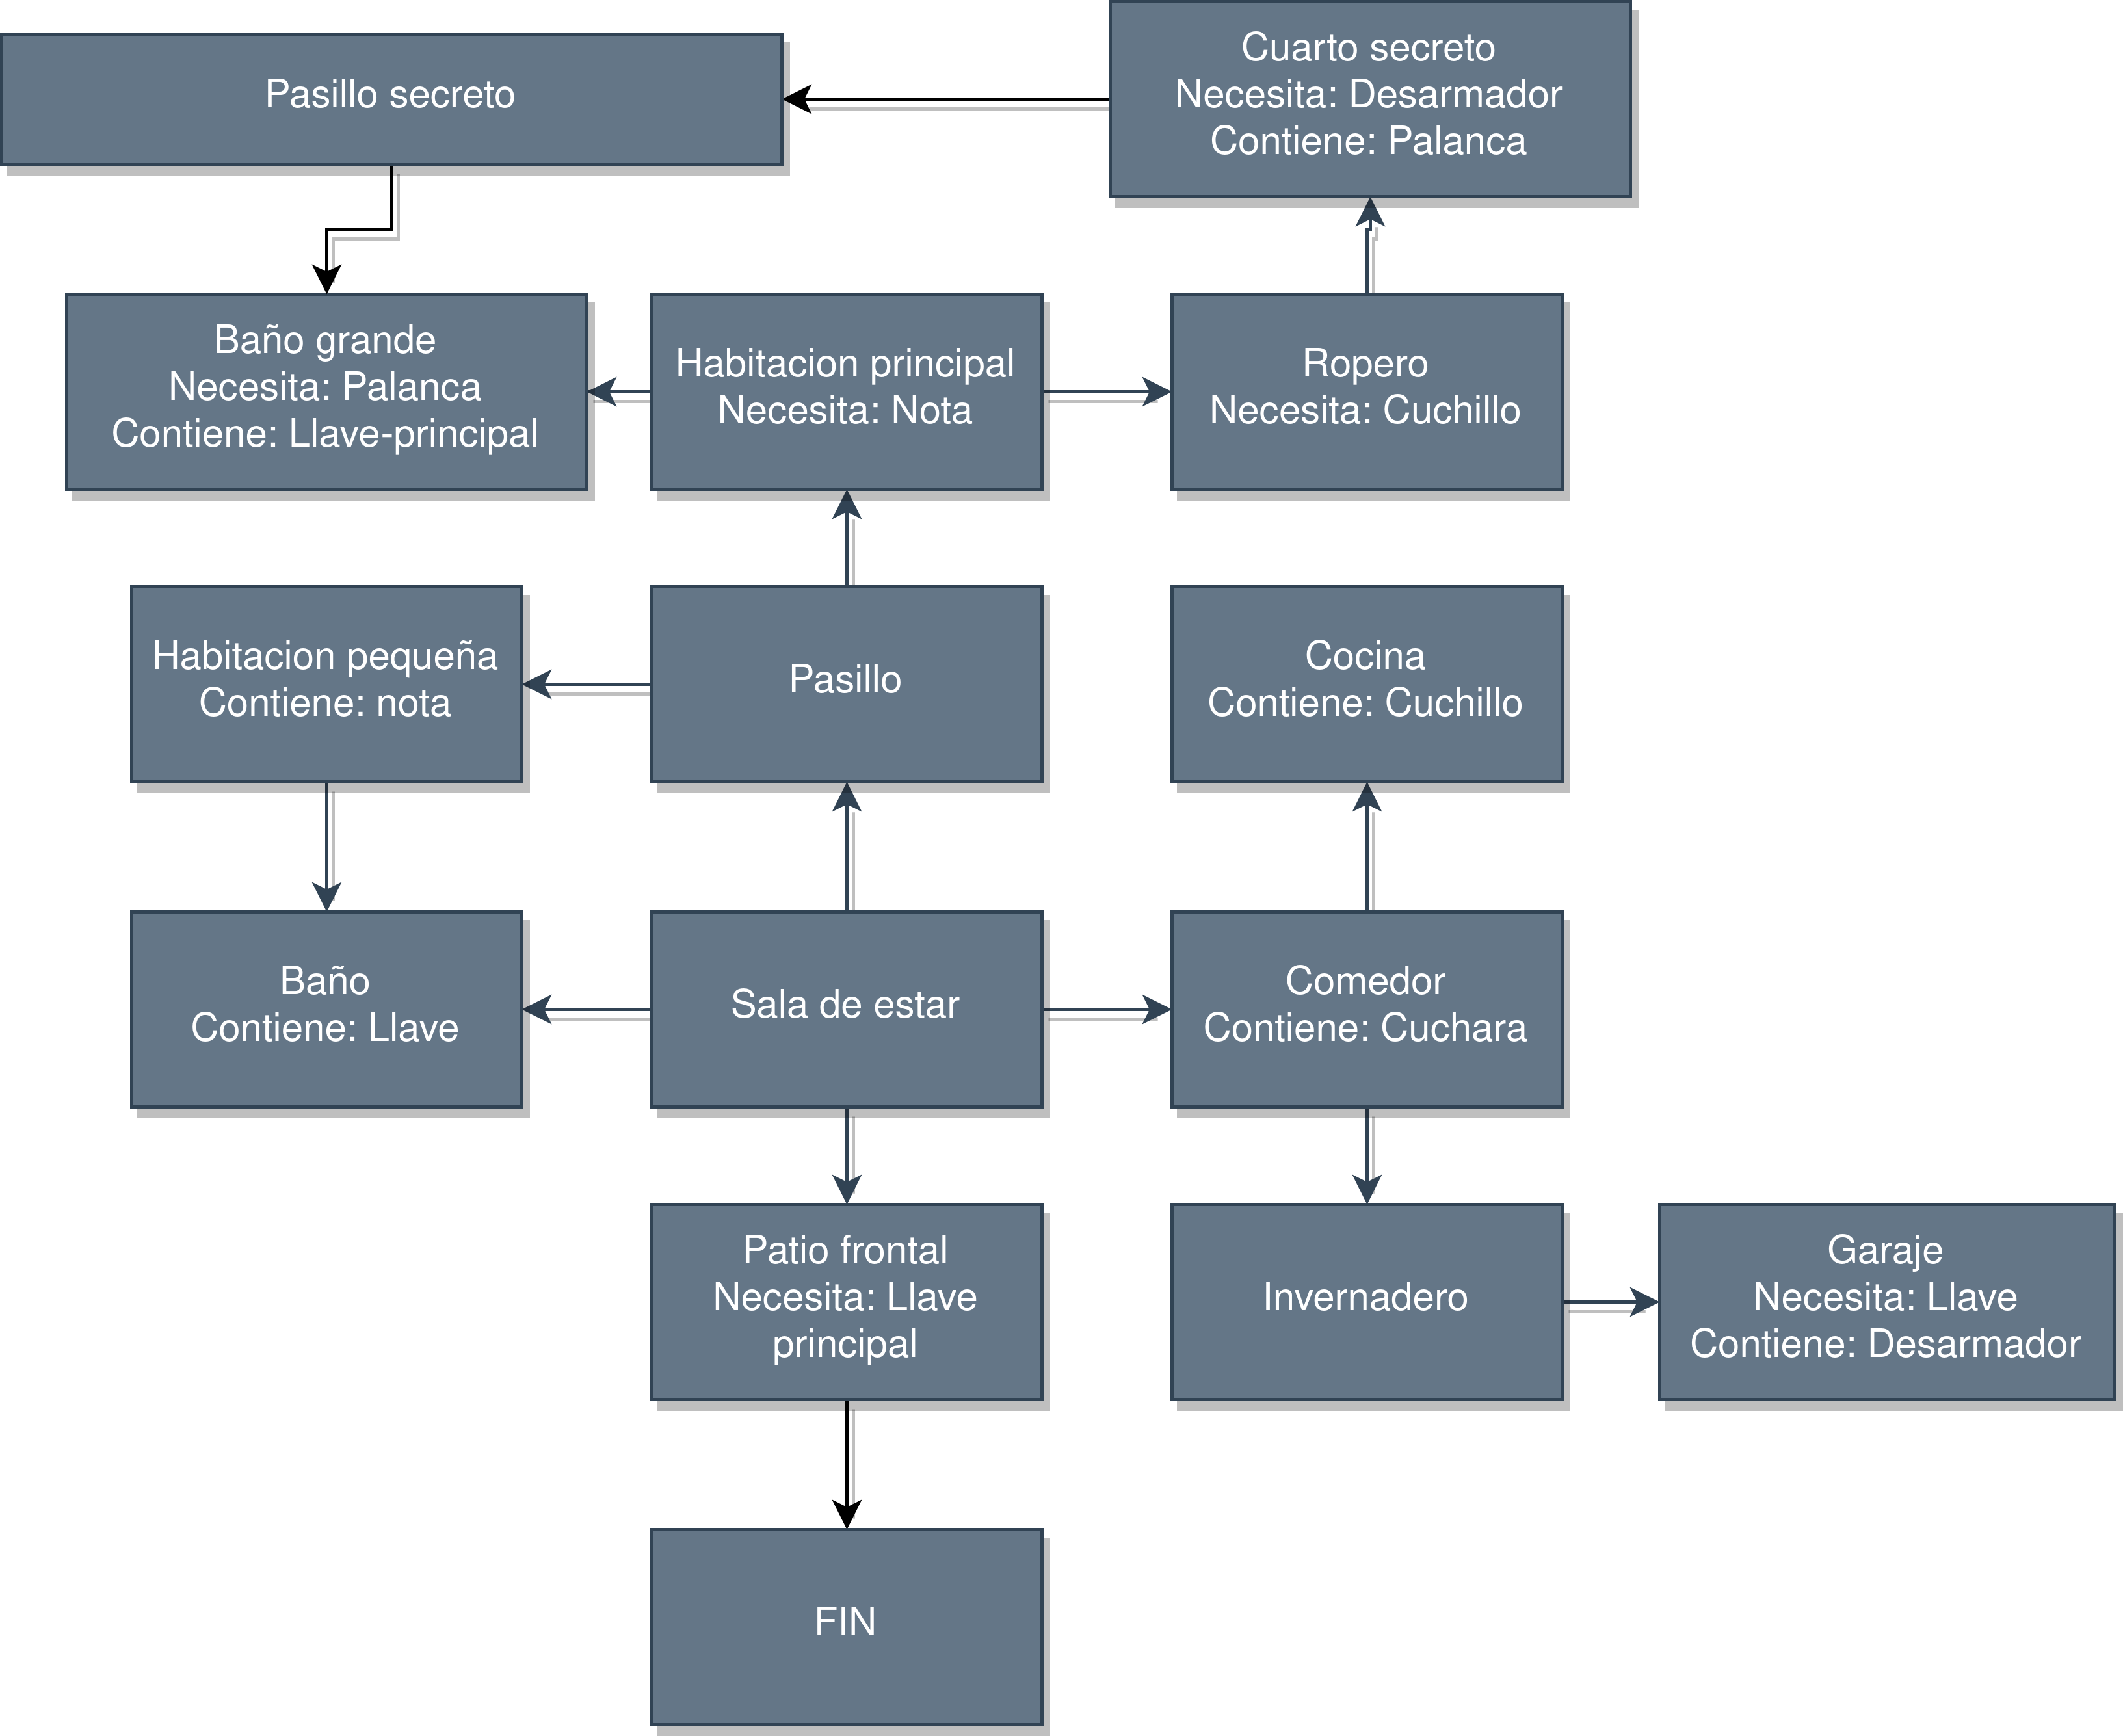 Pasillo secreto
Cuarto secreto
Necesita: Desarmador
Contiene: Palanca
Baño grande
Necesita: Palanca
Contiene: Llave-principal
Habitacion principal
Necesita: Nota
Ropero
Necesita: Cuchillo
Habitacion pequeña
Contiene: nota
Pasillo
Cocina
Contiene: Cuchillo
Baño
Contiene: Llave
Sala de estar
Comedor
Contiene: Cuchara
Patio frontal
Necesita: Llave
principal
Invernadero
Garaje
Necesita: Llave
Contiene: Desarmador
FIN